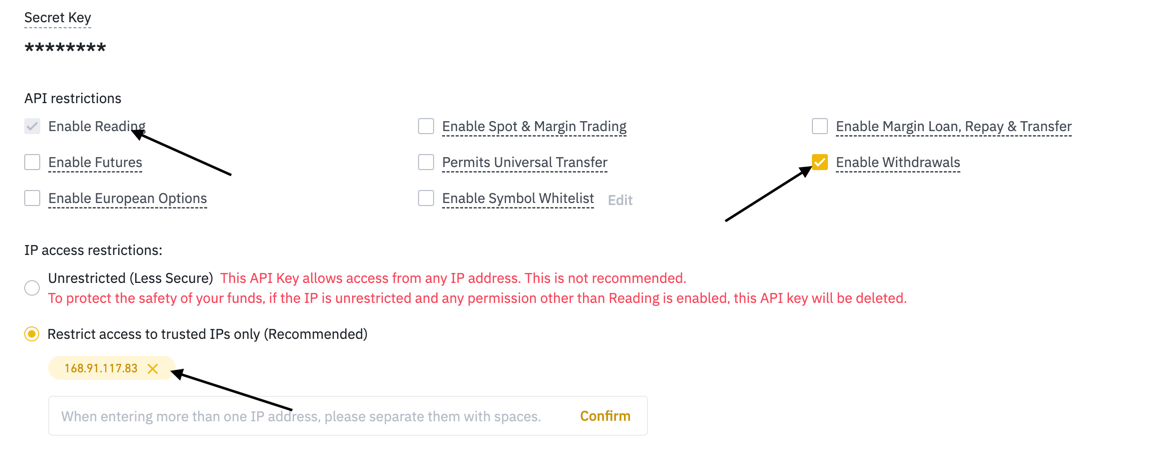 Secret Key
********
API restrictions
Enable Reading
Enable Spot & Margin Trading
Enable Margin Loan, Repay & Transfer
Enable Futures
Permits Universal Transfer
Enable Withdrawals
Enable European Options
Enable Symbol Whitelist Edit
IP access restrictions:
Unrestricted (Less Secure) This API Key allows access from any IP address. This is not recommended.
To protect the safety of your funds, if the IP is unrestricted and any permission other than Reading is enabled, this API key will be deleted.
Restrict access to trusted IPs only (Recommended)
168.91.117.83
When entering more than one IP address, please separate them with spaces. Confirm